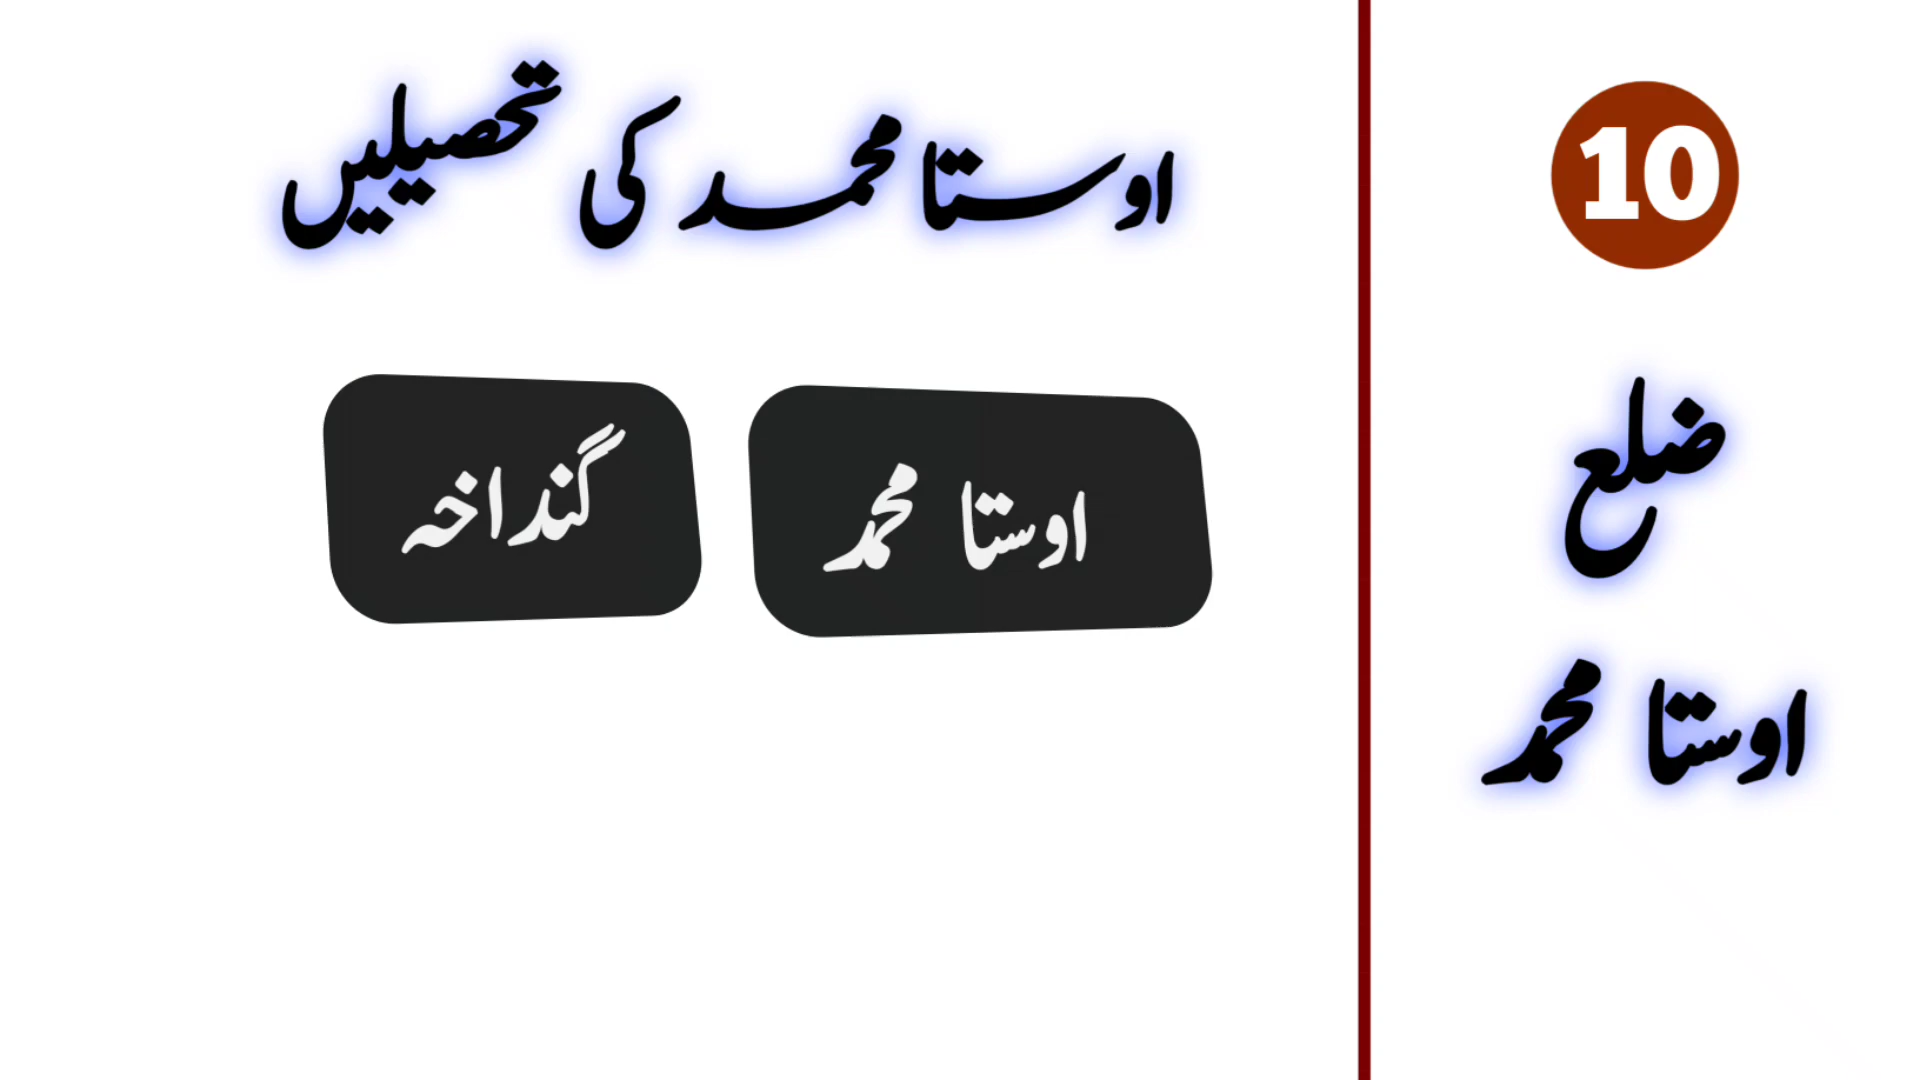 10
ضلع
اوستا محمد
اوستا محمد کی تحصیلیں
اوستا محمد
گنداخہ